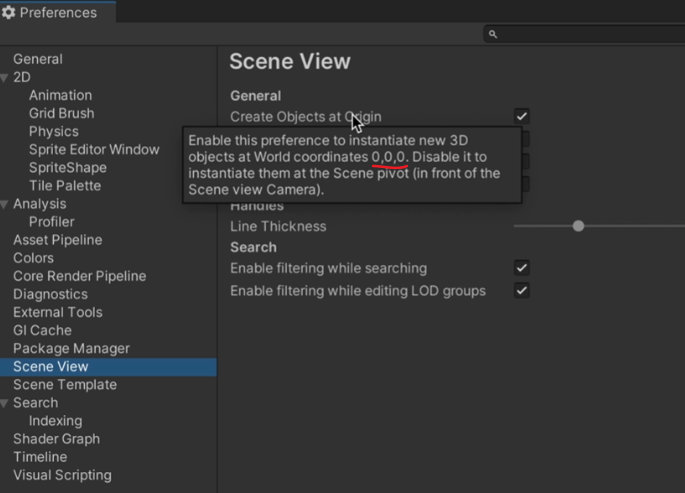 Preferences
General
2D
Animation
Grid Brush
Physics
Sprite Editor Window
SpriteShape
Tile Palette
Analysis
Profiler
Asset Pipeline
Colors
Core Render Pipeline
Diagnostics
External Tools
GI Cache
Package Manager
Scene View
Scene Template
Search
Indexing
Shader Graph
Timeline
Visual Scripting
Scene View
General
Create Objects at Origin
Enable this preference to instantiate new 3D
objects at World coordinates 0,0,0. Disable it to
instantiate them at the Scene pivot (in front of the
Scene view Camera).
Handles
Line Thickness
Search
Enable filtering while searching
Enable filtering while editing LOD groups